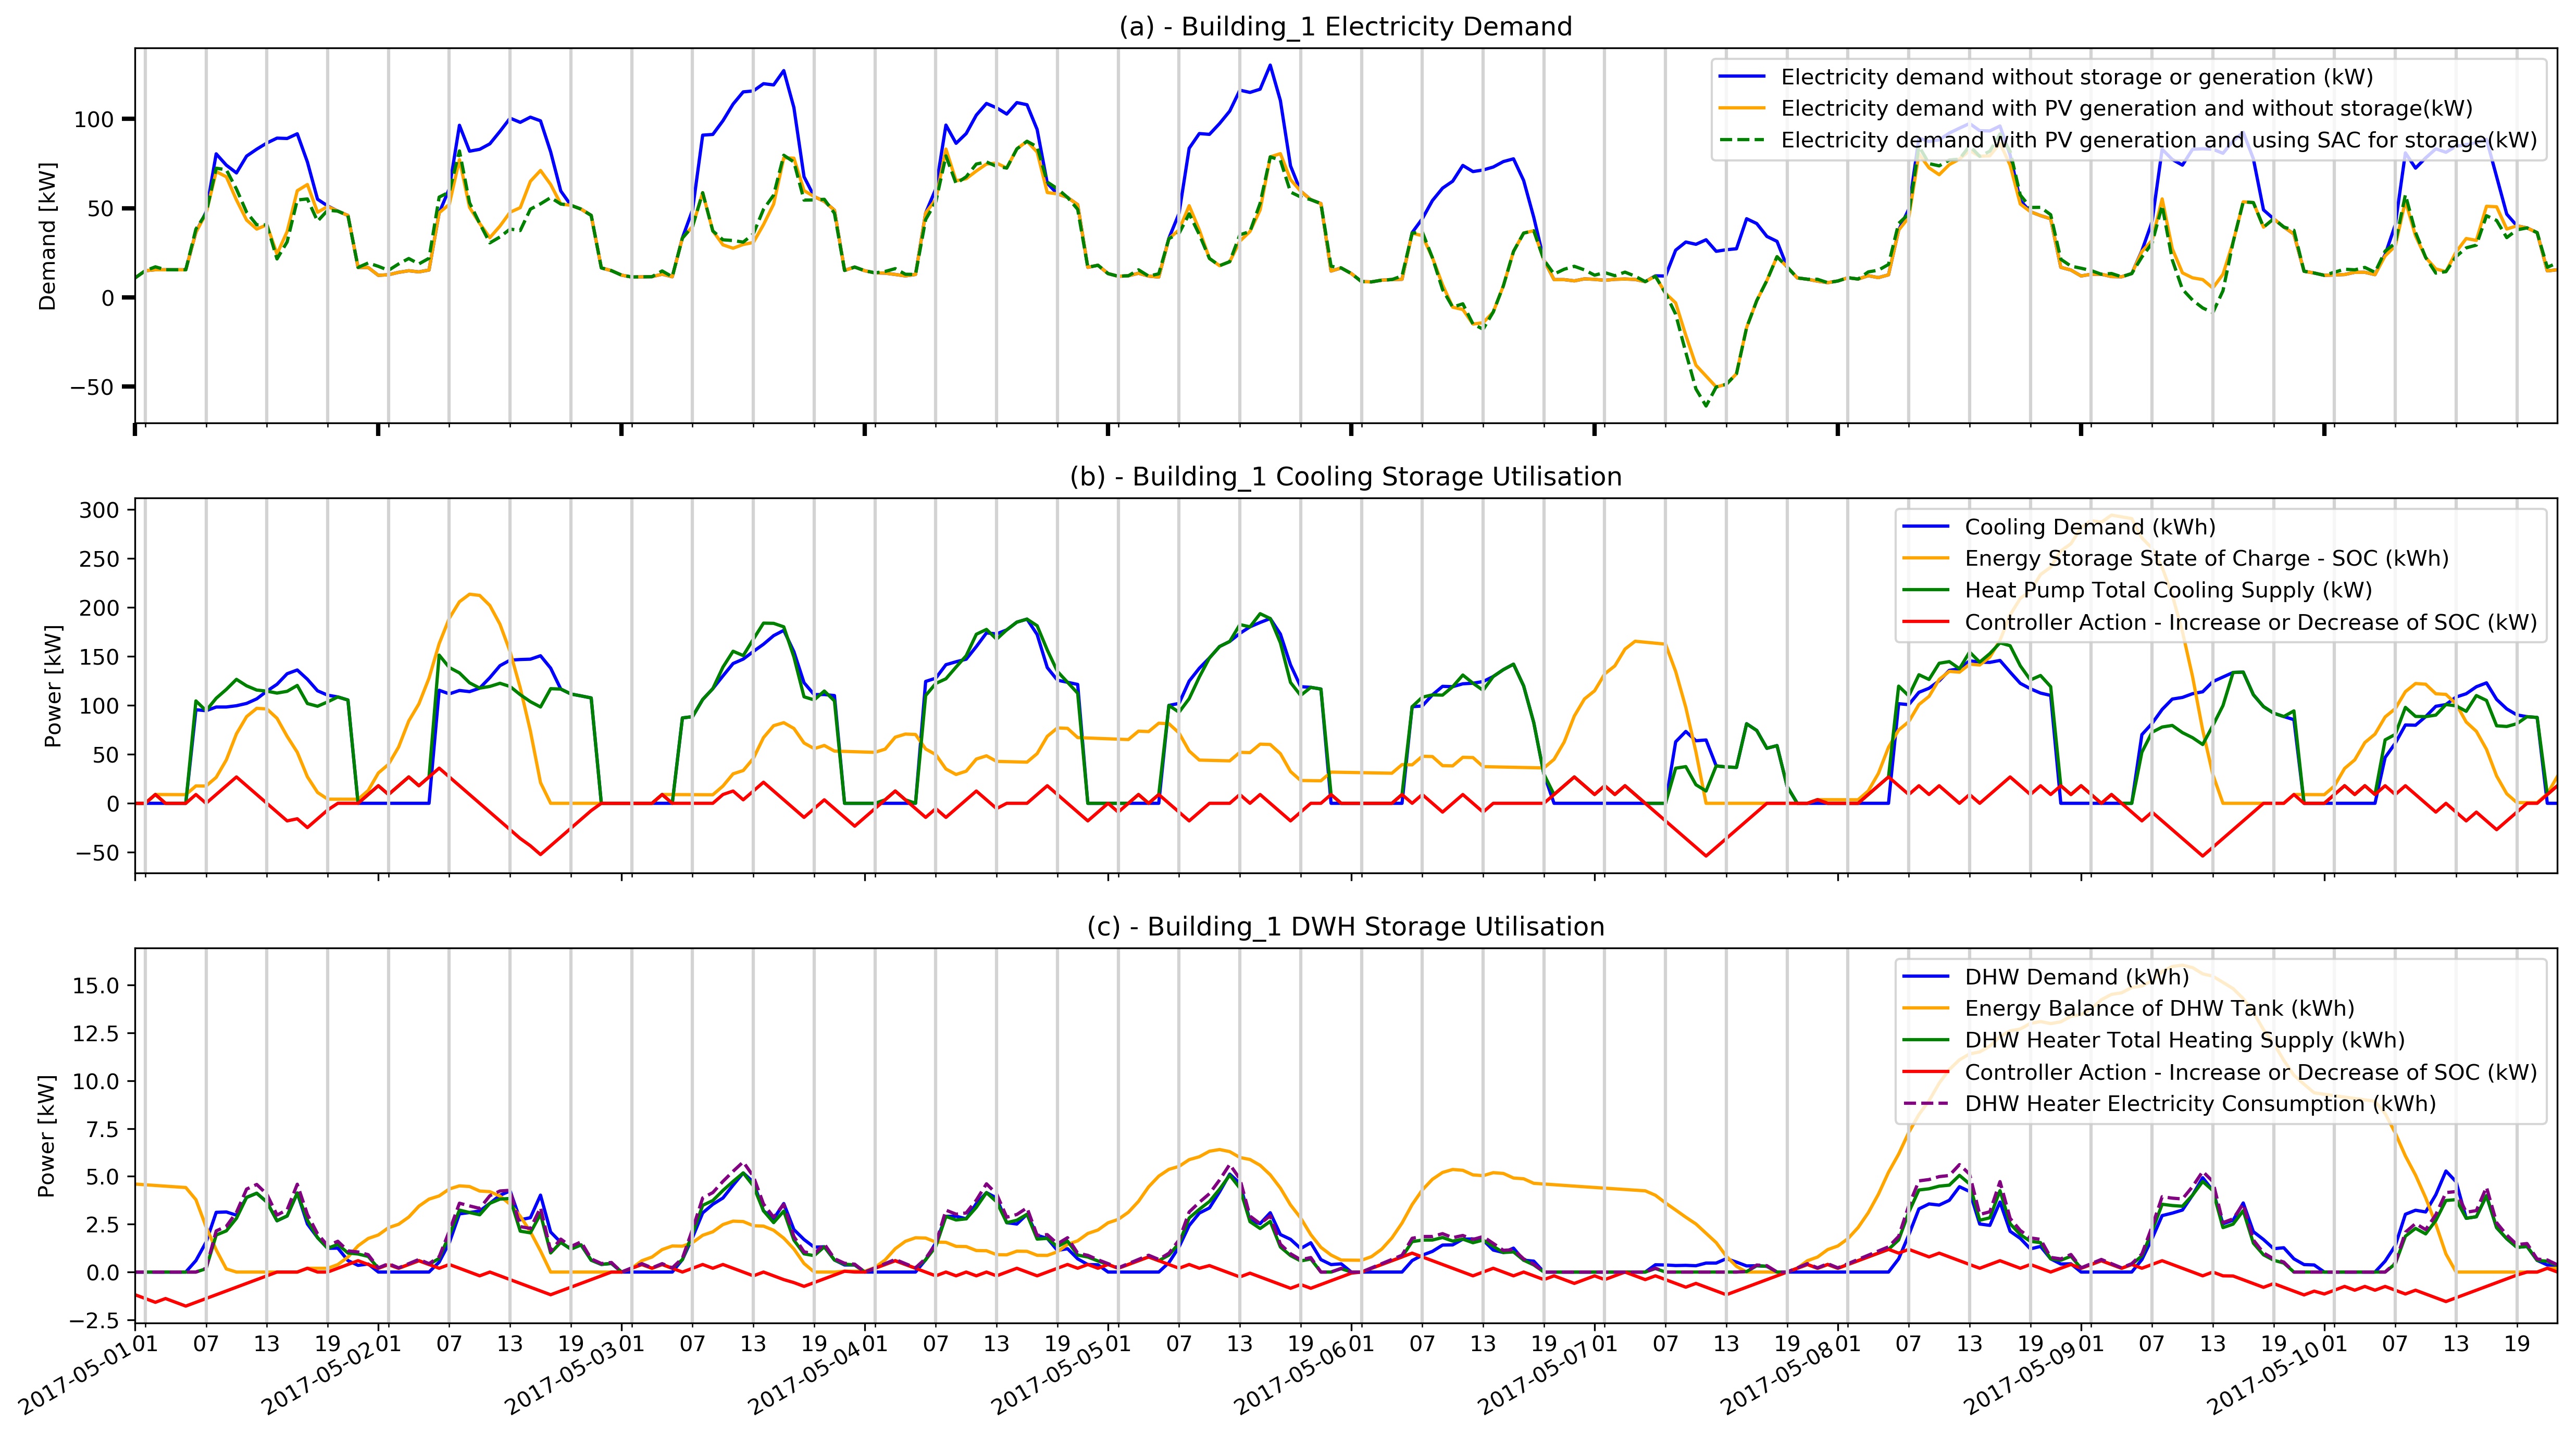 (a) - Building_1 Electricity Demand
Demand [kW]
100
50
0
−50
Electricity demand without storage or generation (kW)
Electricity demand with PV generation and without storage(kW)
Electricity demand with PV generation and using SAC for storage(kW)
(b) - Building_1 Cooling Storage Utilisation
Power [kW]
300
250
200
150
100
50
0
−50
Cooling Demand (kWh)
Energy Storage State of Charge - SOC (kWh)
Heat Pump Total Cooling Supply (kW)
Controller Action - Increase or Decrease of SOC (kW)
(c) - Building_1 DWH Storage Utilisation
Power [kW]
15.0
12.5
10.0
7.5
5.0
2.5
0.0
−2.5
DHW Demand (kWh)
Energy Balance of DHW Tank (kWh)
DHW Heater Total Heating Supply (kWh)
Controller Action - Increase or Decrease of SOC (kW)
DHW Heater Electricity Consumption (kWh)
01 07 13 19 01 07 13 19 01 07 13 19 01 07 13 19 01 07 13 19 01 07 13 19 01 07 13 19 01 07 13 19 01 07 13 19 01 07 13 19
2017-05-01 2017-05-02 2017-05-03 2017-05-04 2017-05-05 2017-05-06 2017-05-07 2017-05-08 2017-05-09 2017-05-10